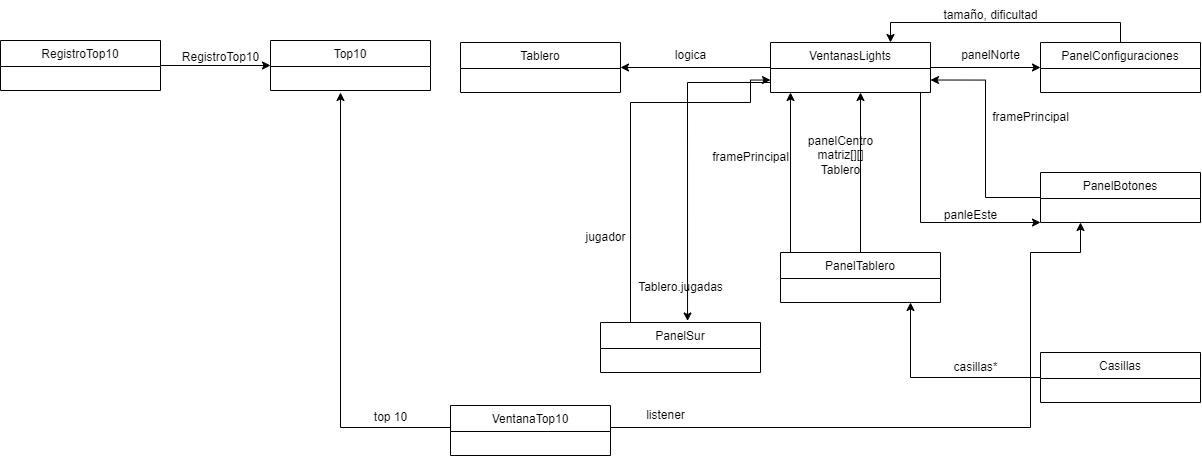 tamaño, dificultad
RegistroTop10
RegistroTop10
Top10
Tablero
logica
VentanasLights
panelNorte
PanelConfiguraciones
framePrincipal
panelCentro
matriz[][]
Tablero
framePrincipal
PanelBotones
panleEste
jugador
PanelTablero
Tablero.jugadas
PanelSur
casillas*
Casillas
top 10
VentanaTop10
listener